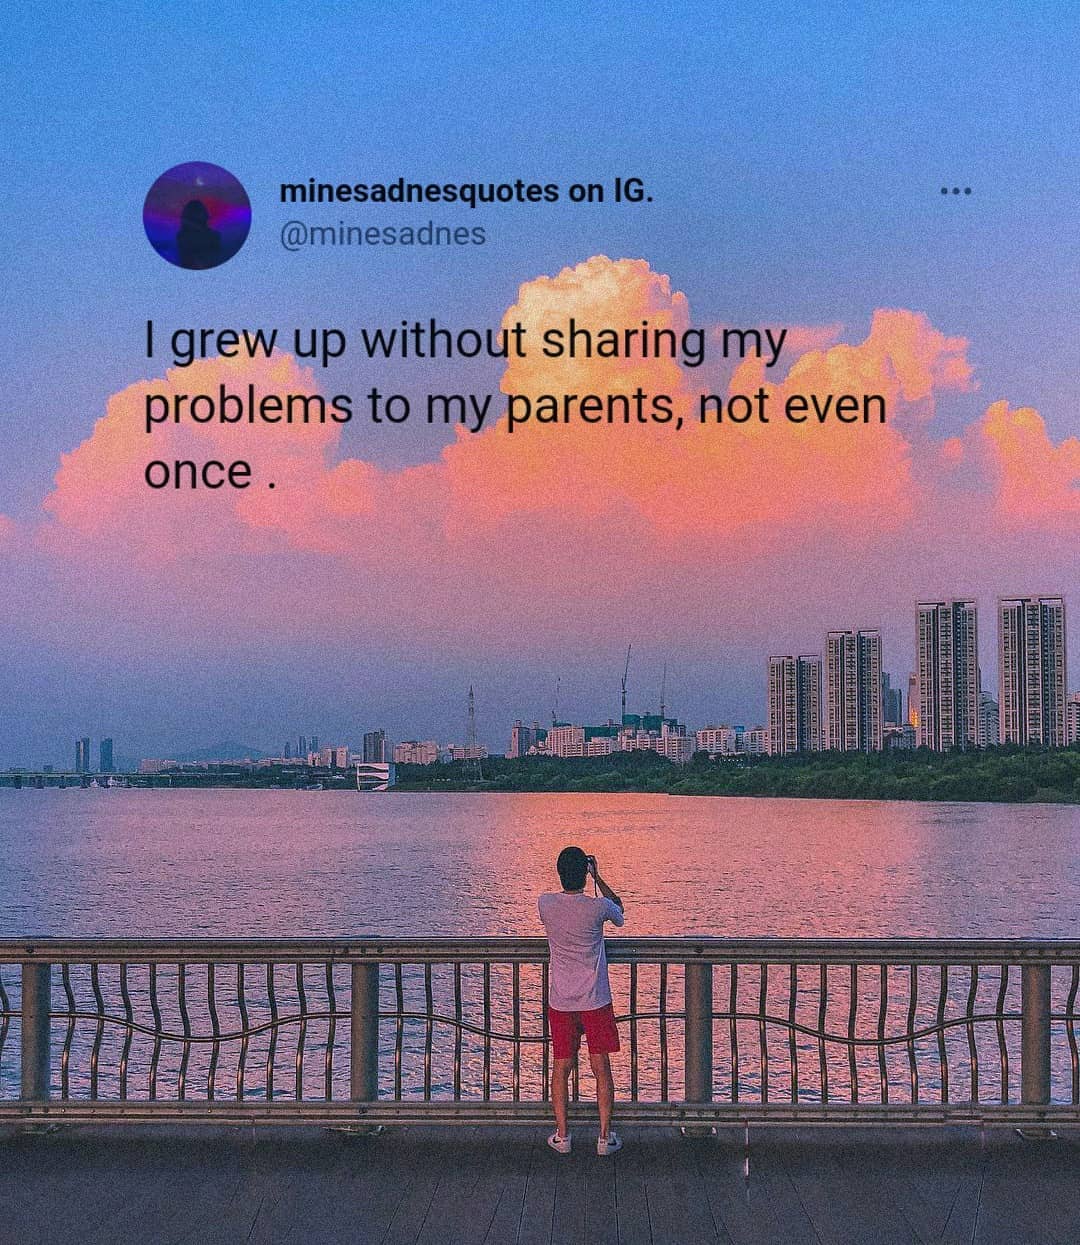 minesadnesquotes on IG.
@minesadnes
I grew up without sharing my
problems to my parents, not even
once .